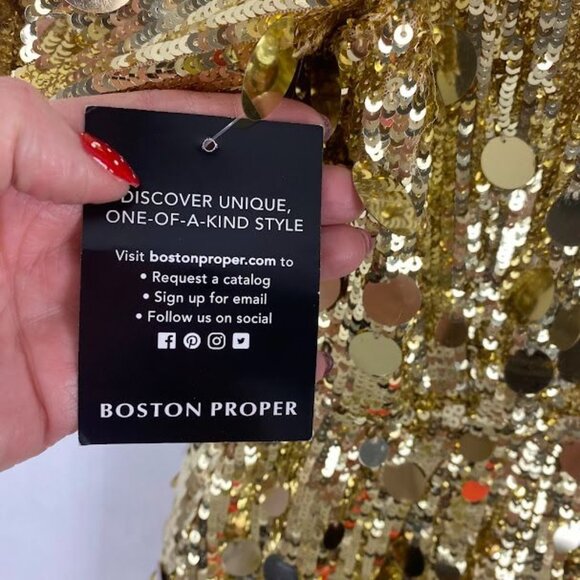 DISCOVER UNIQUE,
ONE-OF-A-KIND STYLE
Visit bostonproper.com to
• Request a catalog
• Sign up for email
• Follow us on social
BOSTON PROPER